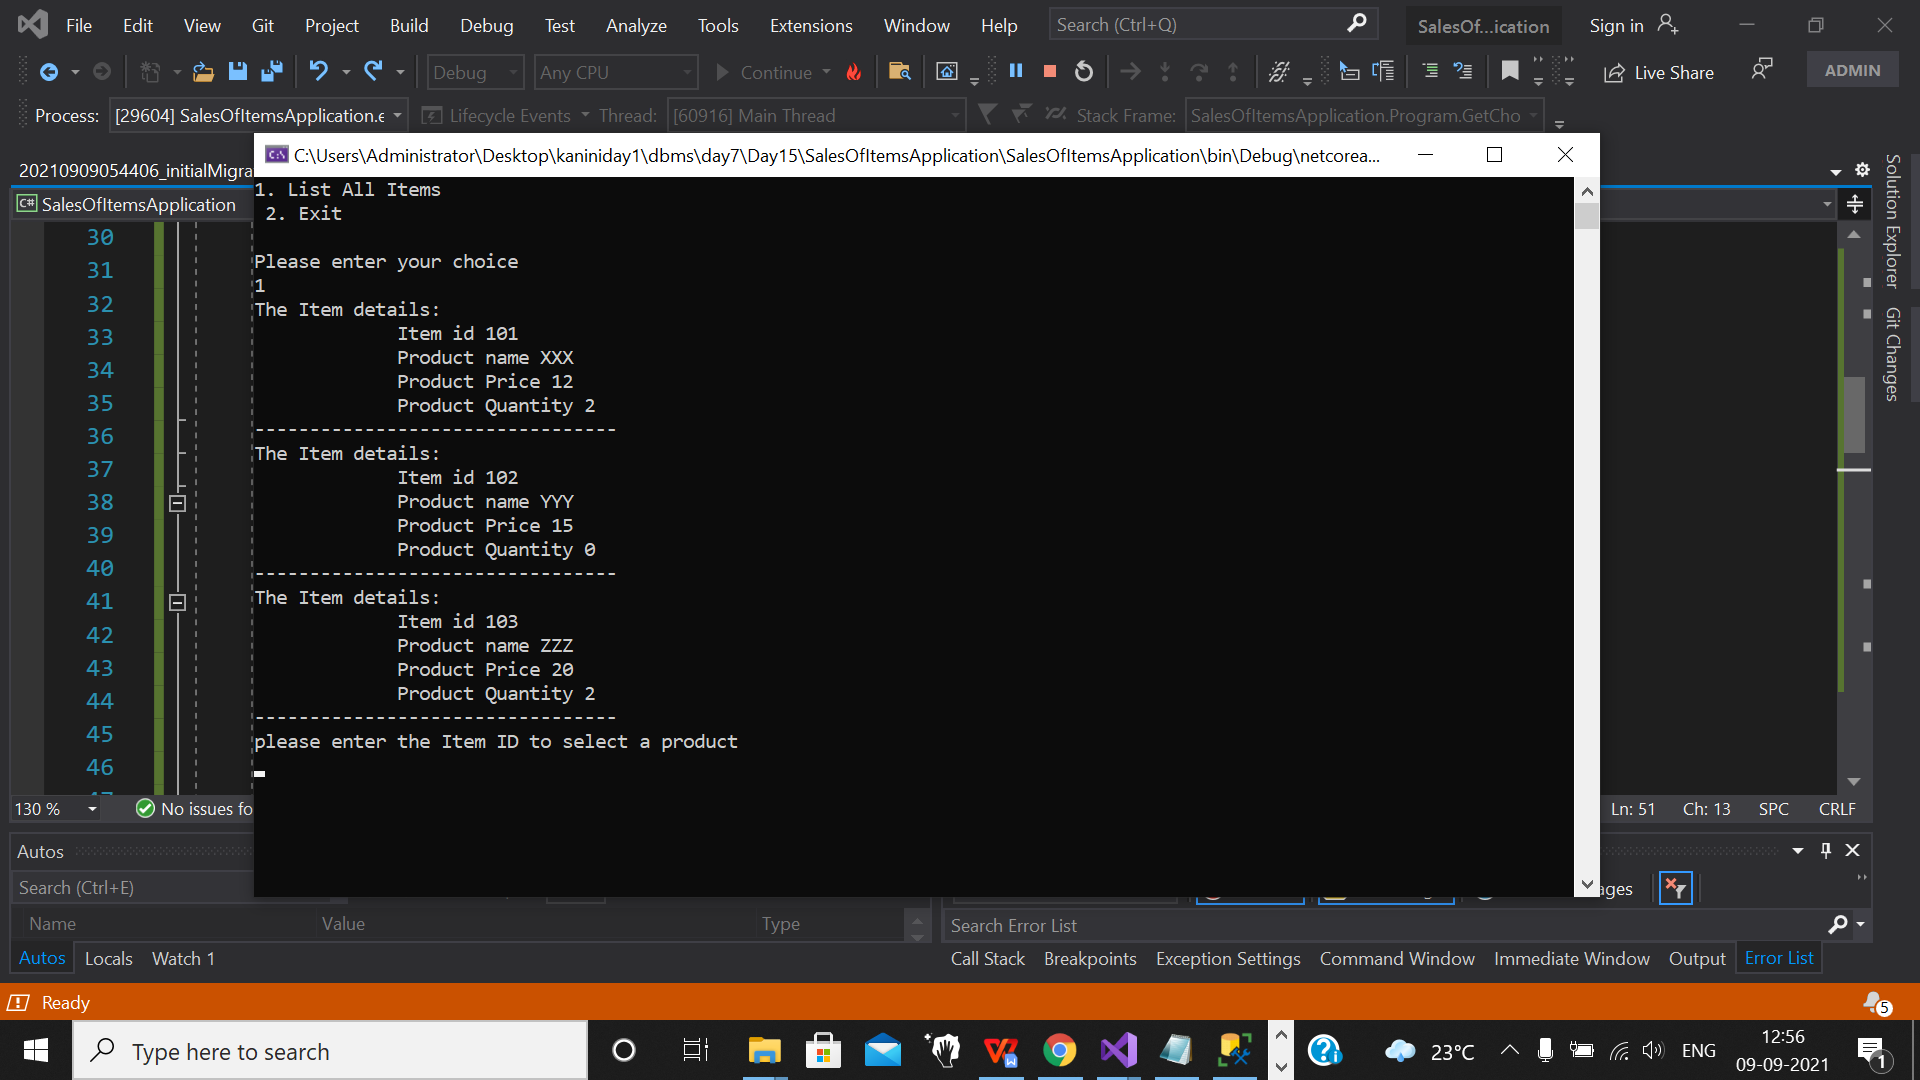 File Edit View Git Project Build Debug Test Analyze Tools Extensions Window Help Search (Ctrl+Q) SalesOf...ication Sign in
Debug Any CPU Continue Live Share ADMIN
Process: [29604] SalesOfItemsApplication.e Lifecycle Events Thread: [60916] Main Thread Stack Frame: SalesOfItemsApplication.Program.GetCho
C:\Users\Administrator\Desktop\kaniniday1\dbms\day7\Day15\SalesOfItemsApplication\SalesOfItemsApplication\bin\Debug\netcorea...
20210909054406_initialMigra
C# SalesOfItemsApplication
1. List All Items
2. Exit
Please enter your choice
1
The Item details:
Item id 101
Product name XXX
Product Price 12
Product Quantity 2
---------------------------------
The Item details:
Item id 102
Product name YYY
Product Price 15
Product Quantity 0
---------------------------------
The Item details:
Item id 103
Product name ZZZ
Product Price 20
Product Quantity 2
---------------------------------
please enter the Item ID to select a product
30
31
32
33
34
35
36
37
38
39
40
41
42
43
44
45
46
Solution Explorer
Git Changes
130 % No issues fo Ln: 51 Ch: 13 SPC CRLF
Autos
Search (Ctrl+E)
Name Value Type
Autos Locals Watch 1
Search Error List
Call Stack Breakpoints Exception Settings Command Window Immediate Window Output Error List
Ready 5
Type here to search 23°C ENG 12:56
09-09-2021 1